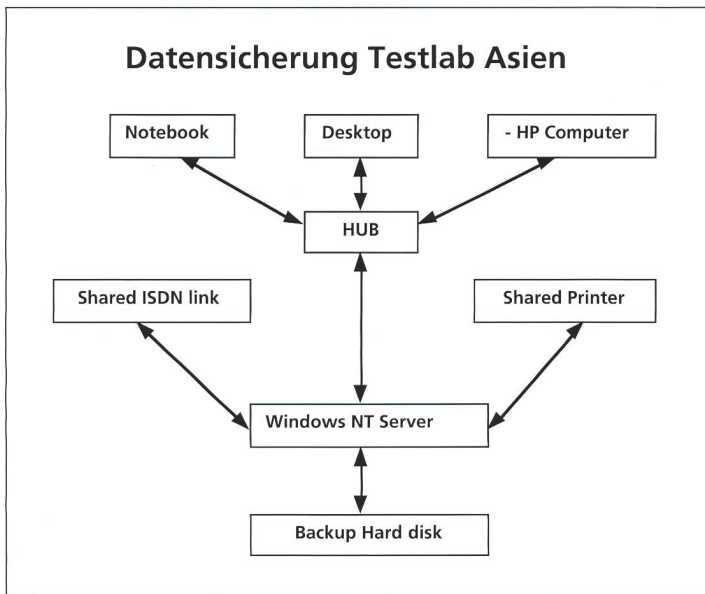 Datensicherung Testlab Asien
Notebook
Desktop
- HP Computer
HUB
Shared ISDN link
Shared Printer
Windows NT Server
Backup Hard disk